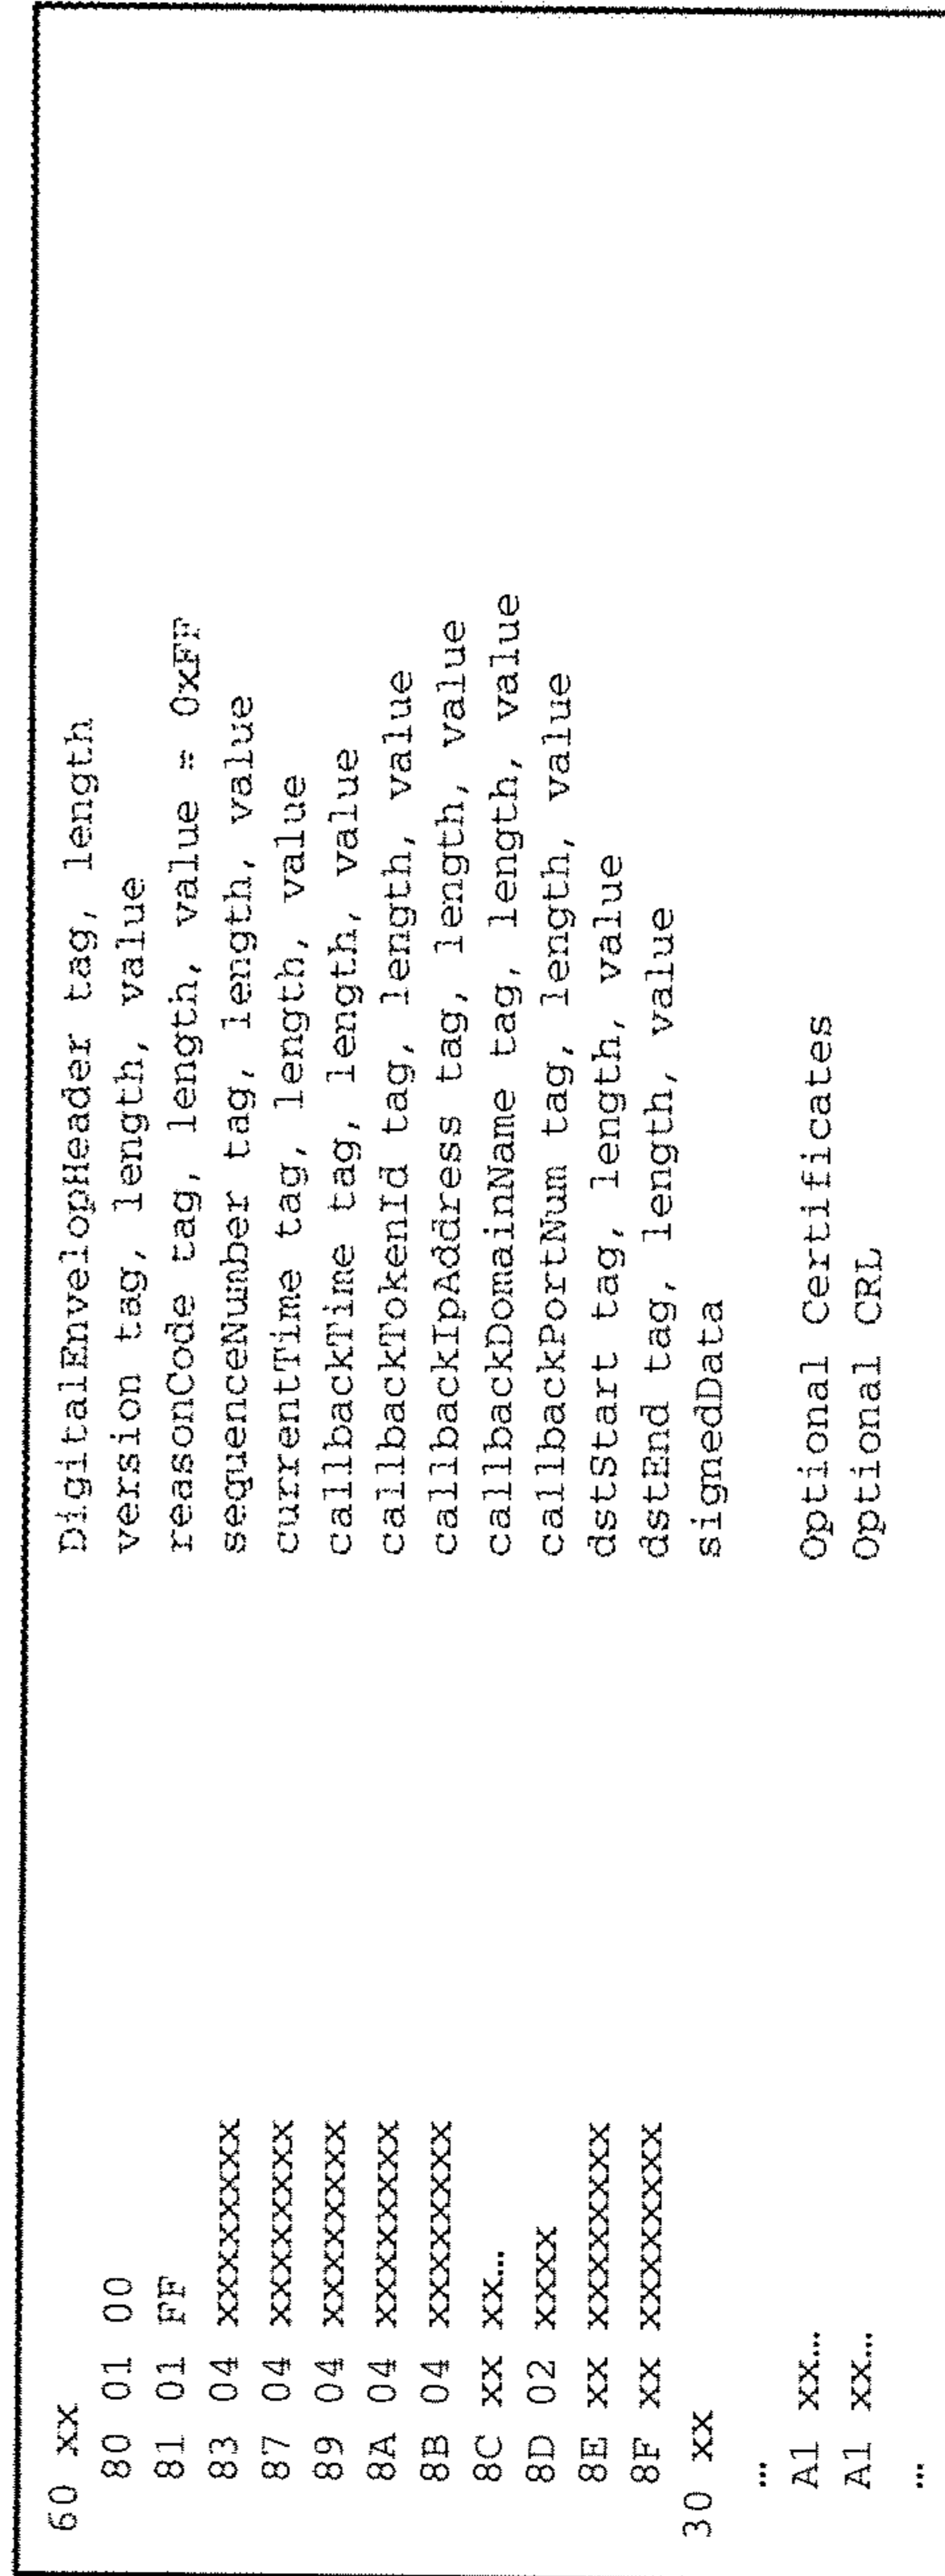 60 xx DigitalEnvelopHeader tag, length
80 01 00 version tag, length, value
81 01 FF reasonCode tag, length, value = 0xFF
83 04 xxxxxxxx sequenceNumber tag, length, value
87 04 xxxxxxxx currentTime tag, length, value
89 04 xxxxxxxx callbackTime tag, length, value
8A 04 xxxxxxxx callbackTokenId tag, length, value
8B 04 xxxxxxxx callbackIpAddress tag, length, value
8C xx xx… callbackDomainName tag, length, value
8D 02 xxxx callbackPortNum tag, length, value
8E xx xxxxxxxx dstStart tag, length, value
8F xx xxxxxxxx dstEnd tag, length, value
30 xx signedData
…
A1 xx… Optional Certificates
A1 xx… Optional CRL
…